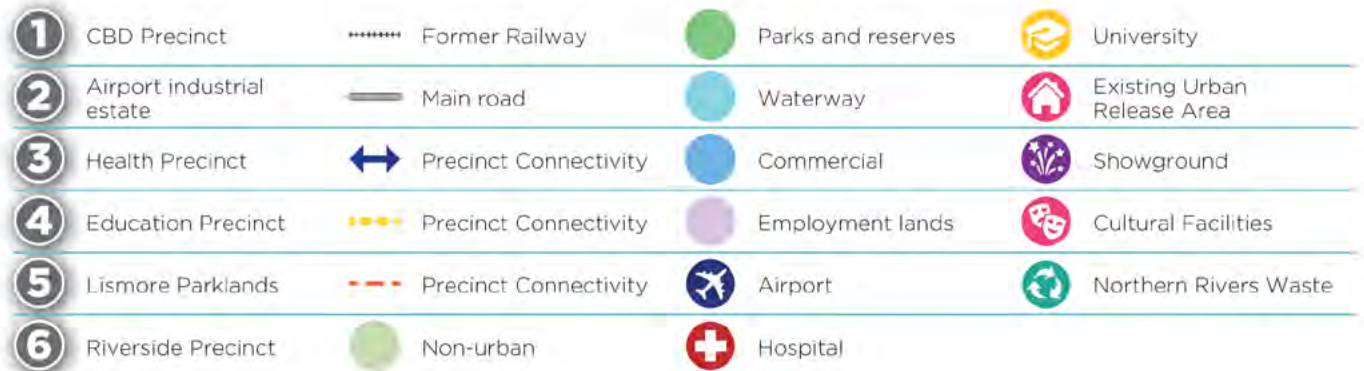 1 CBD Precinct Former Railway Parks and reserves University
2 Airport industrial estate Main road Waterway Existing Urban Release Area
3 Health Precinct Precinct Connectivity Commercial Showground
4 Education Precinct Precinct Connectivity Employment lands Cultural Facilities
5 Lismore Parklands Precinct Connectivity Airport Northern Rivers Waste
6 Riverside Precinct Non-urban Hospital